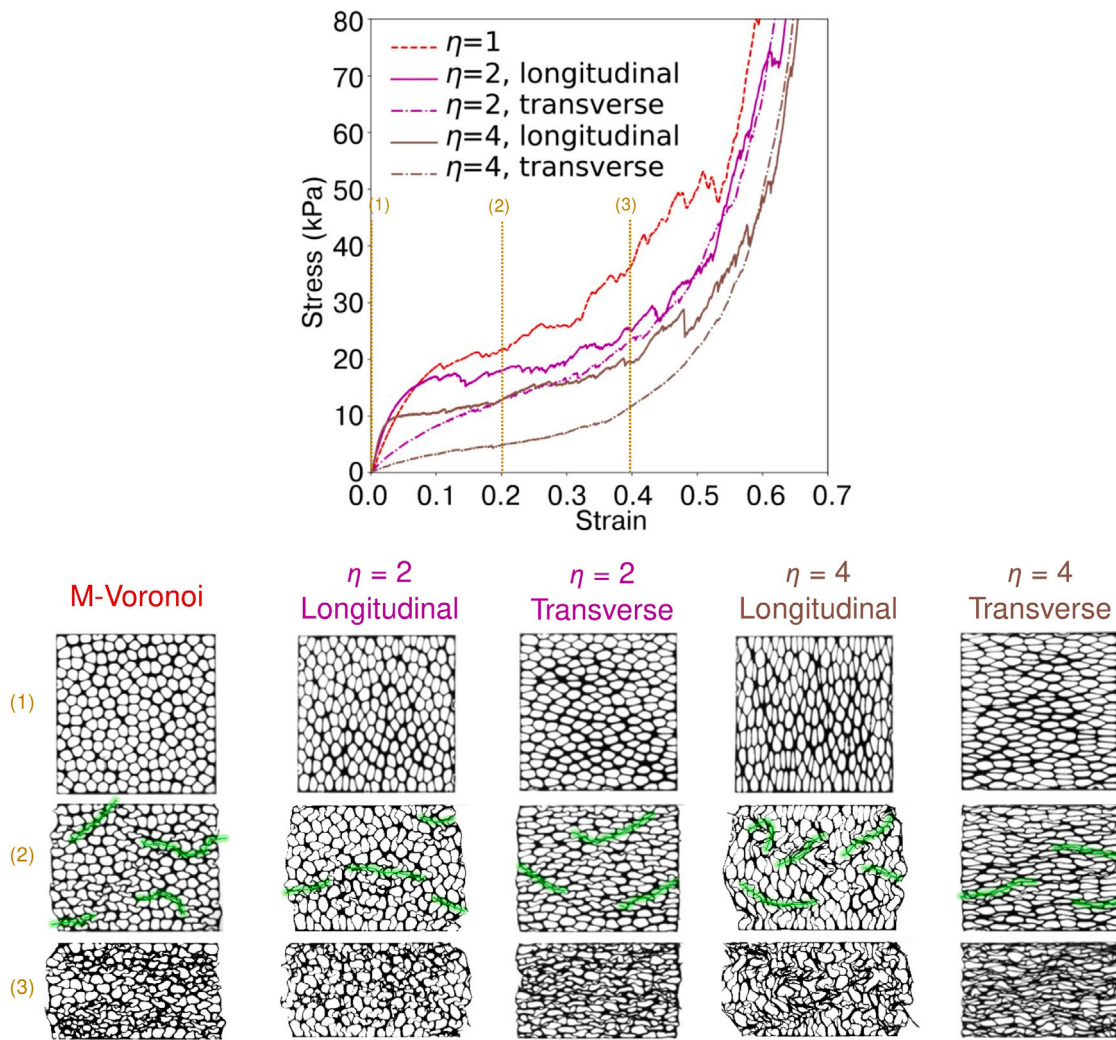 80
70
60
50
40
30
20
10
0
Stress (kPa)
η=1
η=2, longitudinal
η=2, transverse
η=4, longitudinal
η=4, transverse
(1)
(2)
(3)
0.0 0.1 0.2 0.3 0.4 0.5 0.6 0.7
Strain
M-Voronoi
η = 2
Longitudinal
η = 2
Transverse
η = 4
Longitudinal
η = 4
Transverse
(1)
(2)
(3)